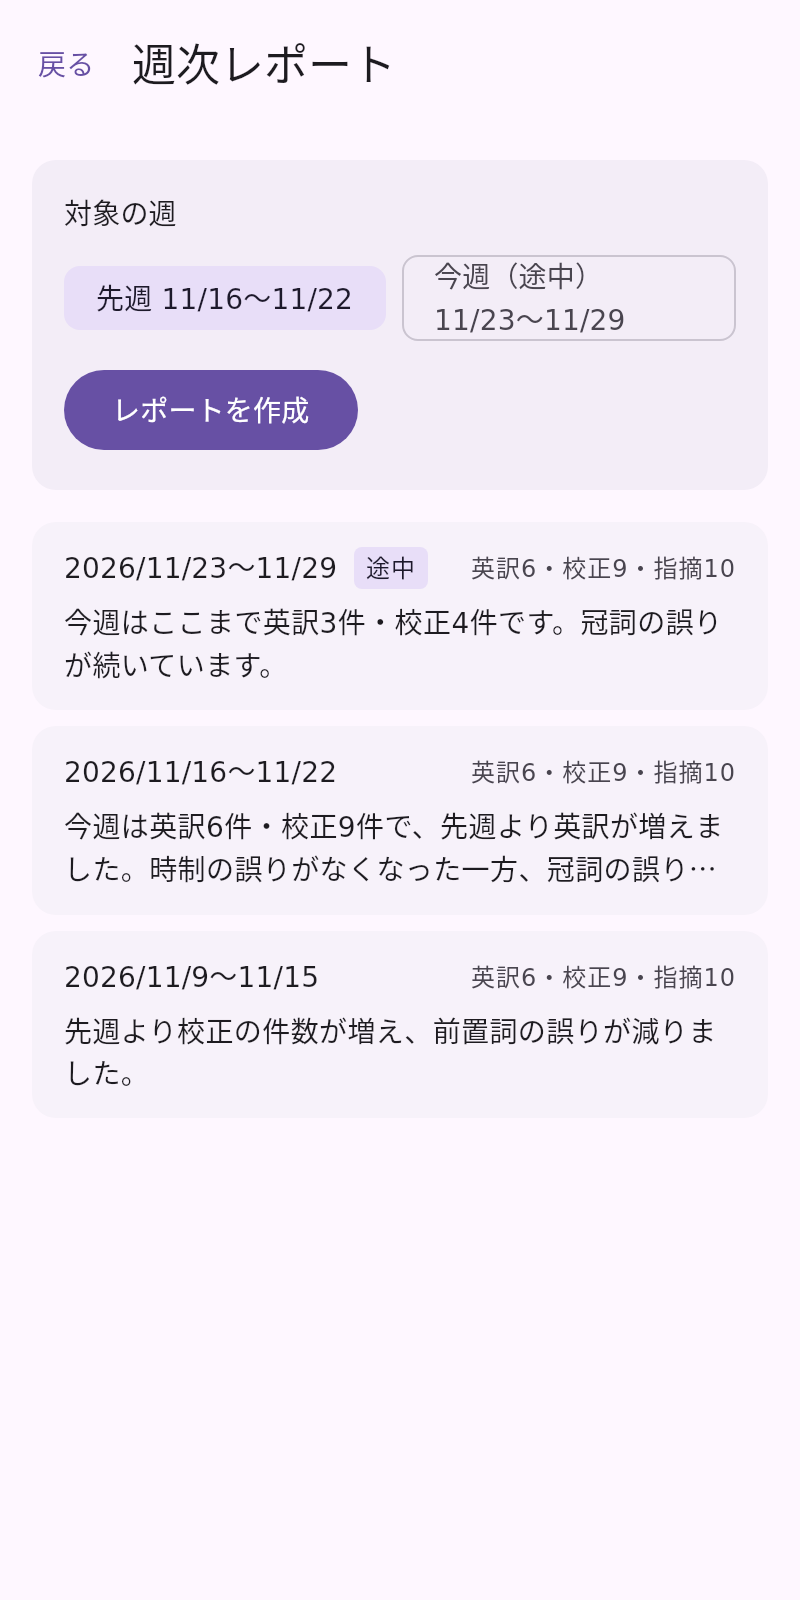 戻る 週次レポート
対象の週
先週 11/16〜11/22
今週（途中）
11/23〜11/29
レポートを作成
2026/11/23〜11/29 途中 英訳6・校正9・指摘10
今週はここまで英訳3件・校正4件です。冠詞の誤り
が続いています。
2026/11/16〜11/22 英訳6・校正9・指摘10
今週は英訳6件・校正9件で、先週より英訳が増えま
した。時制の誤りがなくなった一方、冠詞の誤り…
2026/11/9〜11/15 英訳6・校正9・指摘10
先週より校正の件数が増え、前置詞の誤りが減りま
した。